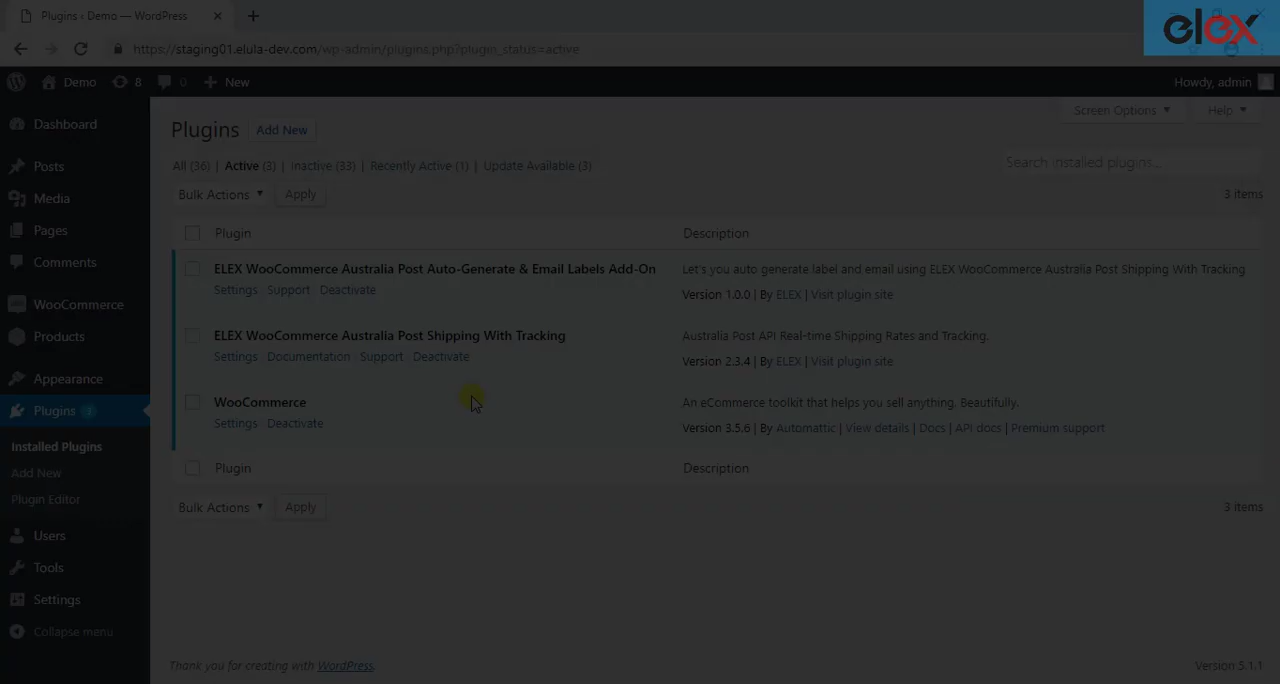 Plugins ‹ Demo — WordPress
elex
https://staging01.elula-dev.com/wp-admin/plugins.php?plugin_status=active
Demo 8 0 New Howdy, admin
Screen Options ▼ Help ▼
Dashboard
Posts
Media
Pages
Comments
WooCommerce
Products
Appearance
Plugins 3
Installed Plugins
Add New
Plugin Editor
Users
Tools
Settings
Collapse menu
Plugins Add New
All (36) | Active (3) | Inactive (33) | Recently Active (1) | Update Available (3)
Search installed plugins...
Bulk Actions ▼ Apply 3 items
Plugin Description
ELEX WooCommerce Australia Post Auto-Generate & Email Labels Add-On
Settings Support Deactivate
Let's you auto generate label and email using ELEX WooCommerce Australia Post Shipping With Tracking
Version 1.0.0 | By ELEX | Visit plugin site
ELEX WooCommerce Australia Post Shipping With Tracking
Settings Documentation Support Deactivate
Australia Post API Real-time Shipping Rates and Tracking.
Version 2.3.4 | By ELEX | Visit plugin site
WooCommerce
Settings Deactivate
An eCommerce toolkit that helps you sell anything. Beautifully.
Version 3.5.6 | By Automattic | View details | Docs | API docs | Premium support
Plugin Description
Bulk Actions ▼ Apply 3 items
Thank you for creating with WordPress.
Version 5.1.1